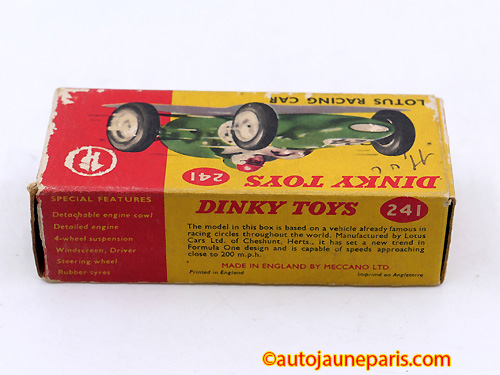 LOTUS RACING CAR
241
DINKY TOYS
SPECIAL FEATURES
Detachable engine cowl
Detailed engine
4-wheel suspension
Windscreen, Driver
Steering wheel
Rubber tyres
DINKY TOYS 241
The model in this box is based on a vehicle already famous in
racing circles throughout the world. Manufactured by Lotus
Cars Ltd. of Cheshunt, Herts., it has set a new trend in
Formula One design and is capable of speeds approaching
close to 200 m.p.h.
MADE IN ENGLAND BY MECCANO LTD.
Printed in England Imprimé en Angleterre
©autojauneparis.com